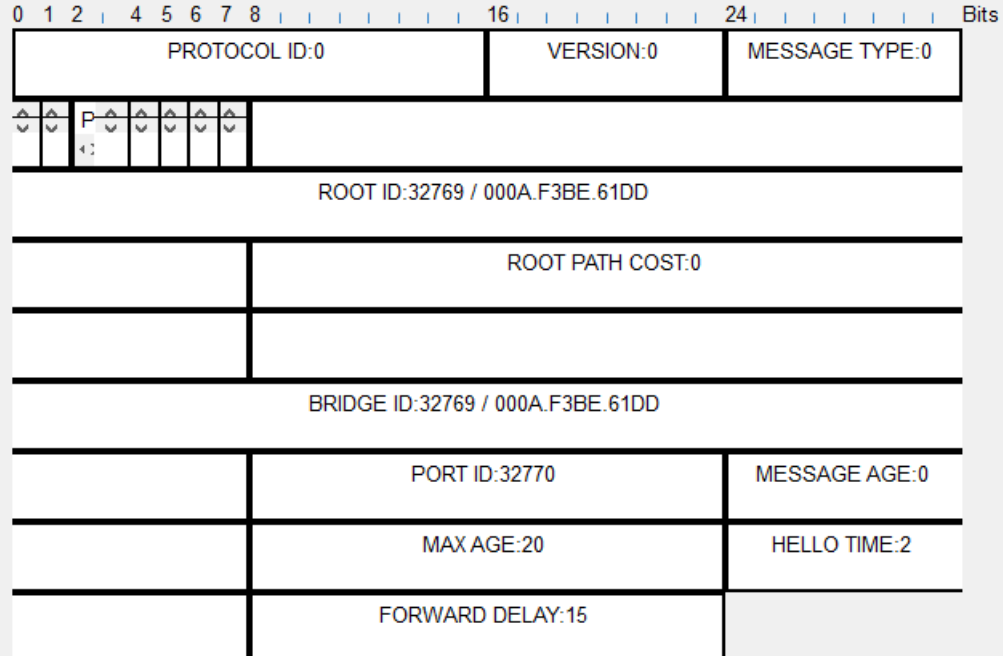 0 1 2 4 5 6 7 8 16 24 Bits
PROTOCOL ID:0 VERSION:0 MESSAGE TYPE:0
P
ROOT ID:32769 / 000A.F3BE.61DD
ROOT PATH COST:0
BRIDGE ID:32769 / 000A.F3BE.61DD
PORT ID:32770 MESSAGE AGE:0
MAX AGE:20 HELLO TIME:2
FORWARD DELAY:15